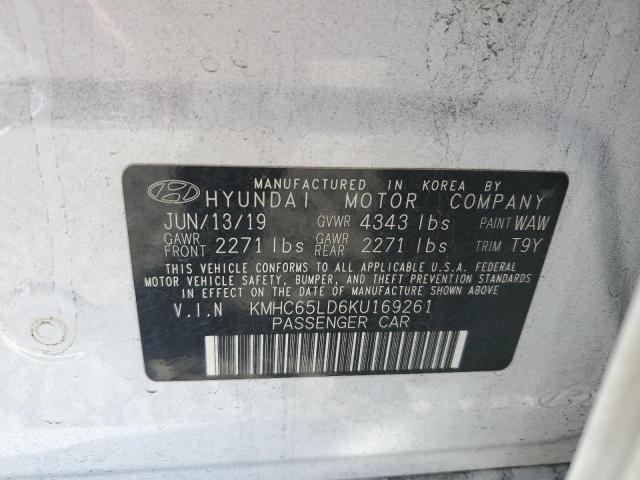 MANUFACTURED IN KOREA BY
HYUNDAI MOTOR COMPANY
JUN/13/19 GVWR 4343 lbs PAINT WAW
GAWR FRONT 2271 lbs GAWR REAR 2271 lbs TRIM T9Y
THIS VEHICLE CONFORMS TO ALL APPLICABLE U.S.A. FEDERAL
MOTOR VEHICLE SAFETY, BUMPER, AND THEFT PREVENTION STANDARDS
IN EFFECT ON THE DATE OF MANUFACTURE SHOWN ABOVE.
V.I.N KMHC65LD6KU169261
PASSENGER CAR